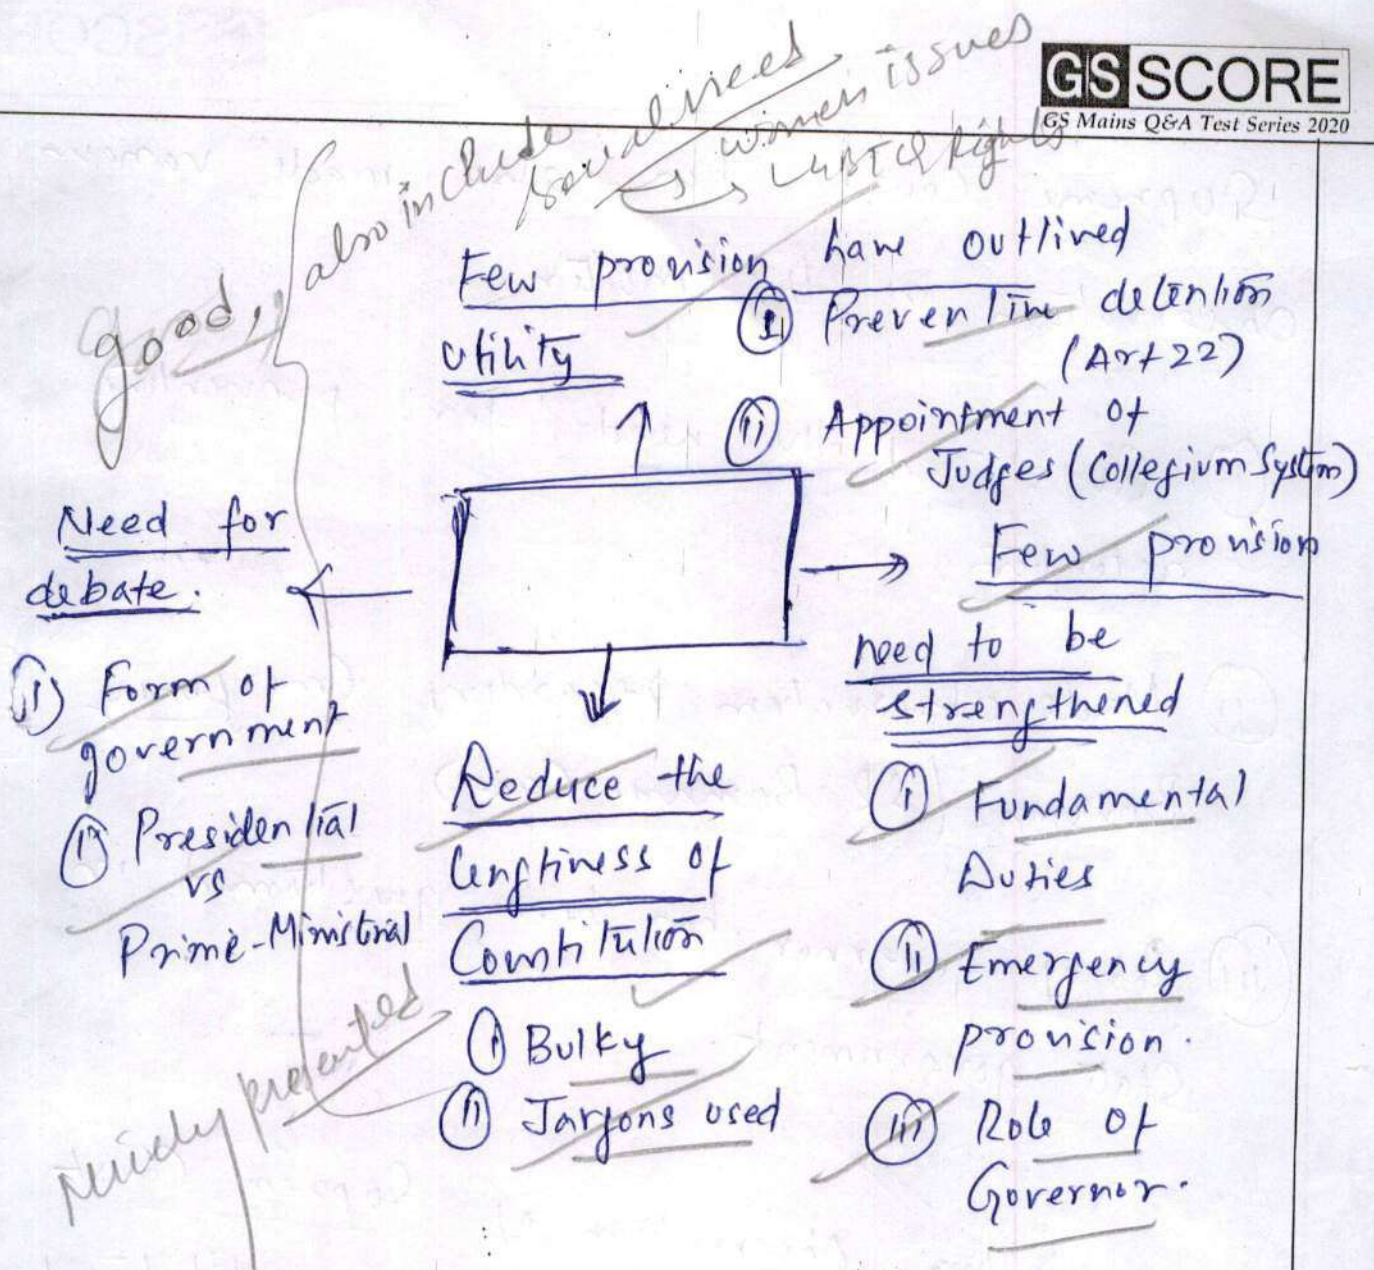 GS SCORE
GS Mains Q&A Test Series 2020
also include
women issues
LGBTQ Rights
good,
Few provision have outlived
utility
(i) Preventive detention
(Art 22)
(ii) Appointment of
Judges (Collegium System)
Need for
debate.
(i) Form of
government
(ii) Presidential
vs
Prime-Ministerial
Few provision
need to be
strengthened
(i) Fundamental
Duties
(ii) Emergency
provision.
(iii) Role of
Governor.
Reduce the
lengtiness of
Constitution
(i) Bulky
(ii) Jargons used
Nicely presented